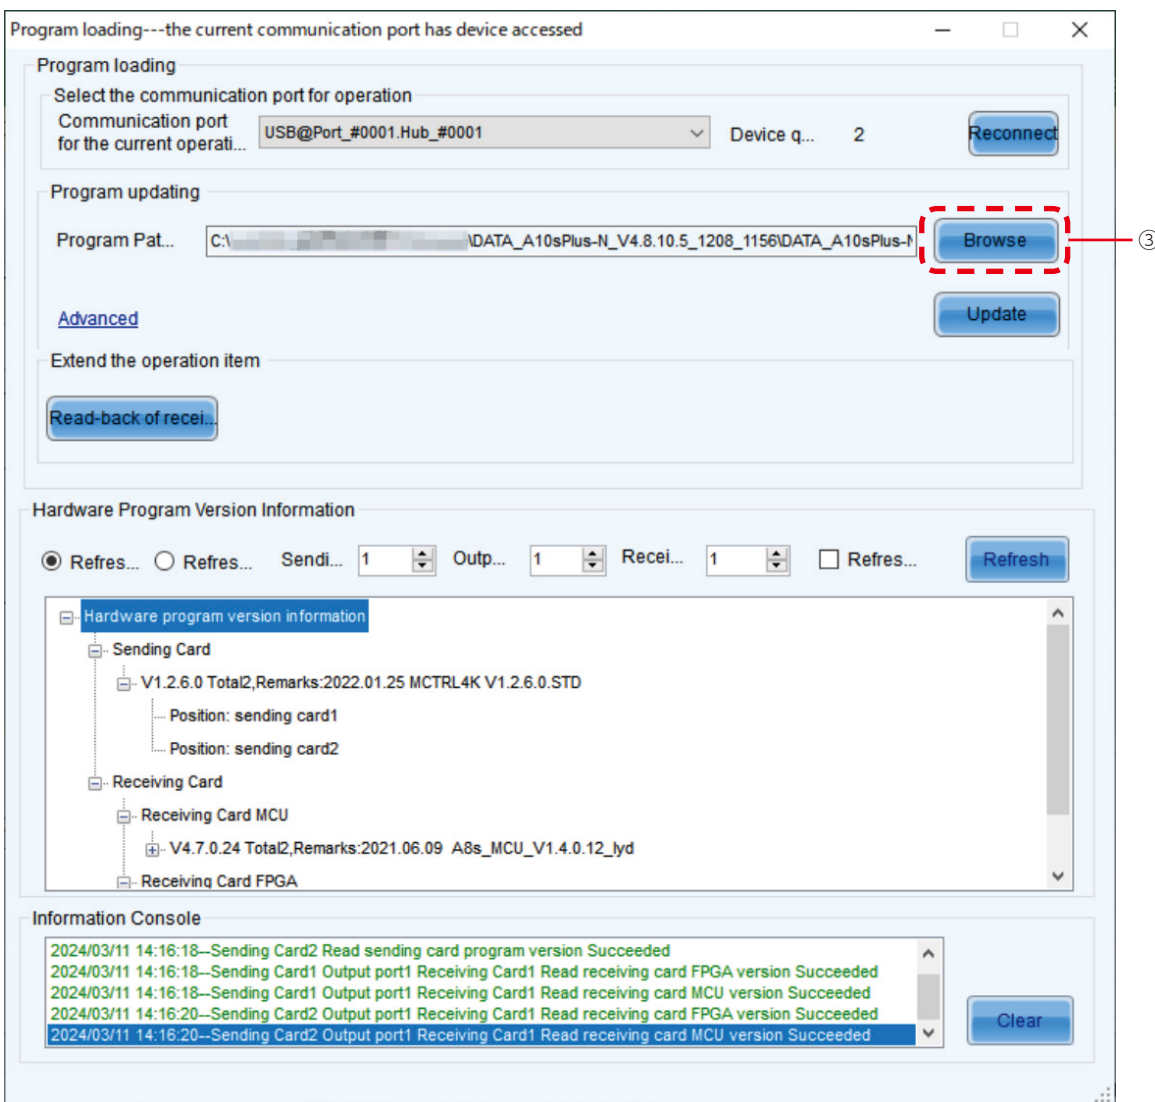 Program loading---the current communication port has device accessed
Program loading
Select the communication port for operation
Communication port
for the current operati...
USB@Port_#0001.Hub_#0001
Device q...
2
Reconnect
Program updating
Program Pat...
C:\
\DATA_A10sPlus-N_V4.8.10.5_1208_1156\DATA_A10sPlus-N
Browse
③
Advanced
Update
Extend the operation item
Read-back of recei...
Hardware Program Version Information
Refres...
Refres...
Sendi...
1
Outp...
1
Recei...
1
Refres...
Refresh
Hardware program version information
Sending Card
V1.2.6.0 Total2,Remarks:2022.01.25 MCTRL4K V1.2.6.0.STD
Position: sending card1
Position: sending card2
Receiving Card
Receiving Card MCU
V4.7.0.24 Total2,Remarks:2021.06.09 A8s_MCU_V1.4.0.12_lyd
Receiving Card FPGA
Information Console
2024/03/11 14:16:18--Sending Card2 Read sending card program version Succeeded
2024/03/11 14:16:18--Sending Card1 Output port1 Receiving Card1 Read receiving card FPGA version Succeeded
2024/03/11 14:16:18--Sending Card1 Output port1 Receiving Card1 Read receiving card MCU version Succeeded
2024/03/11 14:16:20--Sending Card2 Output port1 Receiving Card1 Read receiving card FPGA version Succeeded
2024/03/11 14:16:20--Sending Card2 Output port1 Receiving Card1 Read receiving card MCU version Succeeded
Clear